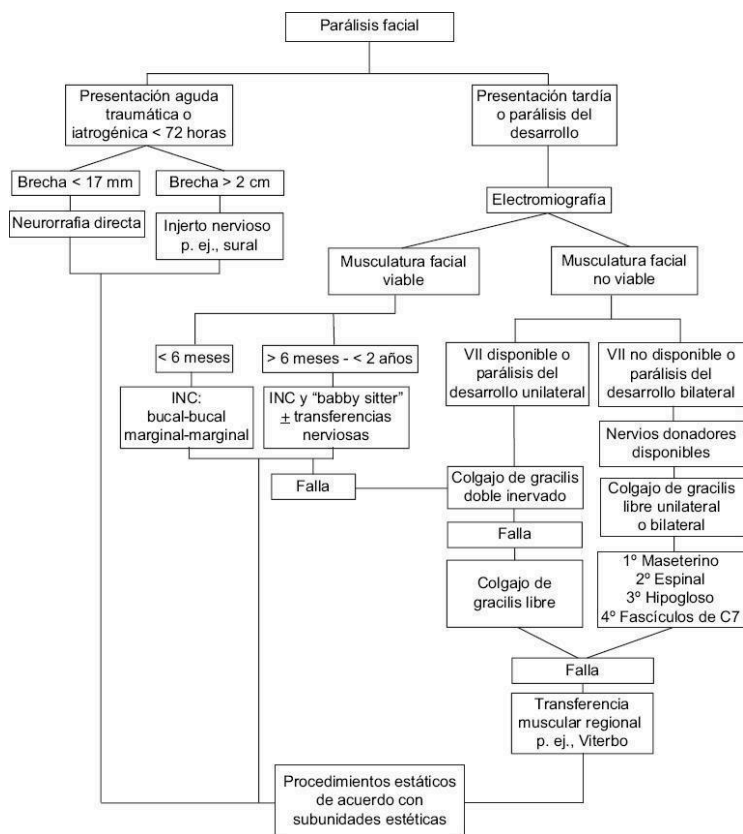 Parálisis facial
Presentación aguda
traumática o
iatrogénica < 72 horas
Presentación tardía
o parálisis del
desarrollo
Brecha < 17 mm
Brecha > 2 cm
Neurorrafia directa
Injerto nervioso
p. ej., sural
Electromiografía
Musculatura facial
viable
Musculatura facial
no viable
< 6 meses
> 6 meses - < 2 años
INC:
bucal-bucal
marginal-marginal
INC y “babby sitter”
± transferencias
nerviosas
VII disponible o
parálisis del
desarrollo unilateral
VII no disponible o
parálisis del
desarrollo bilateral
Nervios donadores
disponibles
Falla
Colgajo de gracilis
doble inervado
Colgajo de gracilis
libre unilateral
o bilateral
Falla
Colgajo de
gracilis libre
1º Maseterino
2º Espinal
3º Hipogloso
4º Fascículos de C7
Falla
Transferencia
muscular regional
p. ej., Viterbo
Procedimientos estáticos
de acuerdo con
subunidades estéticas